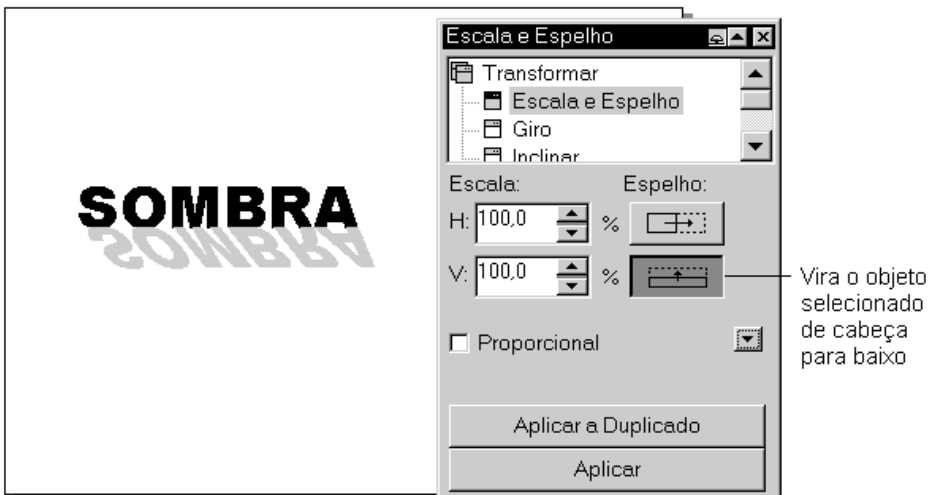 Escala e Espelho
Transformar
Escala e Espelho
Giro
Inclinar
SOMBRA
SOMBRA
Escala: Espelho:
H: 100,0 %
V: 100,0 %
Vira o objeto
selecionado
de cabeça
para baixo
Proporcional
Aplicar a Duplicado
Aplicar